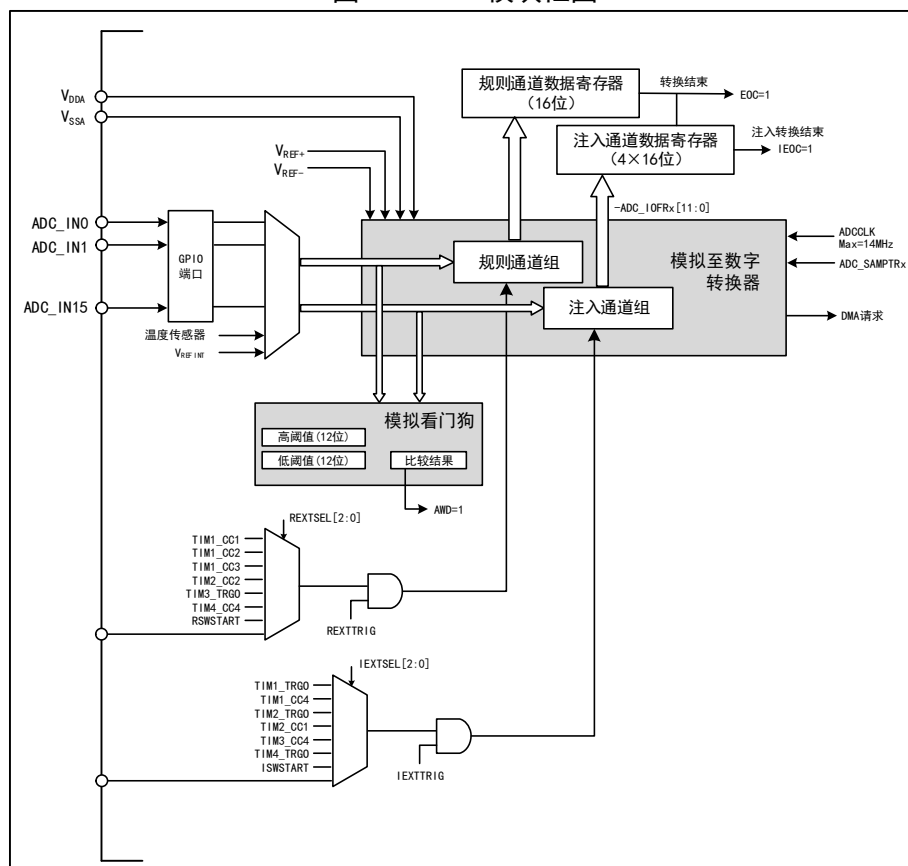 规则通道数据寄存器
(16位)
转换结束
EOC=1
注入通道数据寄存器
(4×16位)
注入转换结束
IEOC=1
VDDA
VSSA
VREF+
VREF-
-ADC_IOFRx[11:0]
ADC_IN0
ADC_IN1
ADC_IN15
GPIO
端口
温度传感器
VREFINT
规则通道组
注入通道组
模拟至数字
转换器
ADCCLK
Max=14MHz
ADC_SAMPTRx
DMA请求
模拟看门狗
高阈值(12位)
低阈值(12位)
比较结果
AWD=1
REXTSEL[2:0]
TIM1_CC1
TIM1_CC2
TIM1_CC3
TIM2_CC2
TIM3_TRGO
TIM4_CC4
RSWSTART
REXTTRIG
IEXTSEL[2:0]
TIM1_TRGO
TIM1_CC4
TIM2_TRGO
TIM2_CC1
TIM3_CC4
TIM4_TRGO
ISWSTART
IEXTTRIG